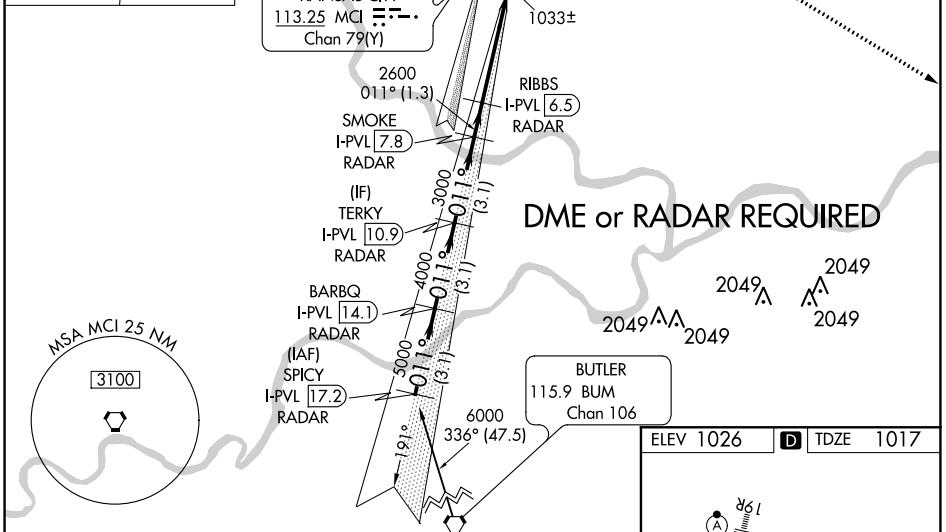 113.25 MCI
Chan 79(Y)
1033±
2600
011° (1.3)
RIBBS
I-PVL 6.5
RADAR
SMOKE
I-PVL 7.8
RADAR
3000
011°
(3.1)
(IF)
TERKY
I-PVL 10.9
RADAR
DME or RADAR REQUIRED
4000
011°
(3.1)
2049
2049
2049
2049
2049
BARBQ
I-PVL 14.1
RADAR
5000
011°
(3.1)
(IAF)
SPICY
I-PVL 17.2
RADAR
MSA MCI 25 NM
3100
BUTLER
115.9 BUM
Chan 106
6000
336° (47.5)
191°
ELEV 1026
D
TDZE 1017
19R
A